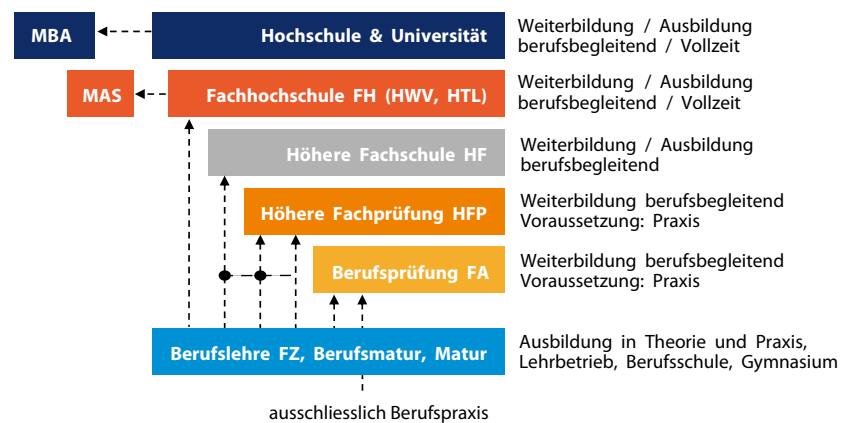 MBA
Hochschule & Universität
Weiterbildung / Ausbildung
berufsbegleitend / Vollzeit
MAS
Fachhochschule FH (HWV, HTL)
Weiterbildung / Ausbildung
berufsbegleitend / Vollzeit
Höhere Fachschule HF
Weiterbildung / Ausbildung
berufsbegleitend
Höhere Fachprüfung HFP
Weiterbildung berufsbegleitend
Voraussetzung: Praxis
Berufsprüfung FA
Weiterbildung berufsbegleitend
Voraussetzung: Praxis
Berufslehre FZ, Berufsmatur, Matur
Ausbildung in Theorie und Praxis,
Lehrbetrieb, Berufsschule, Gymnasium
ausschliesslich Berufspraxis